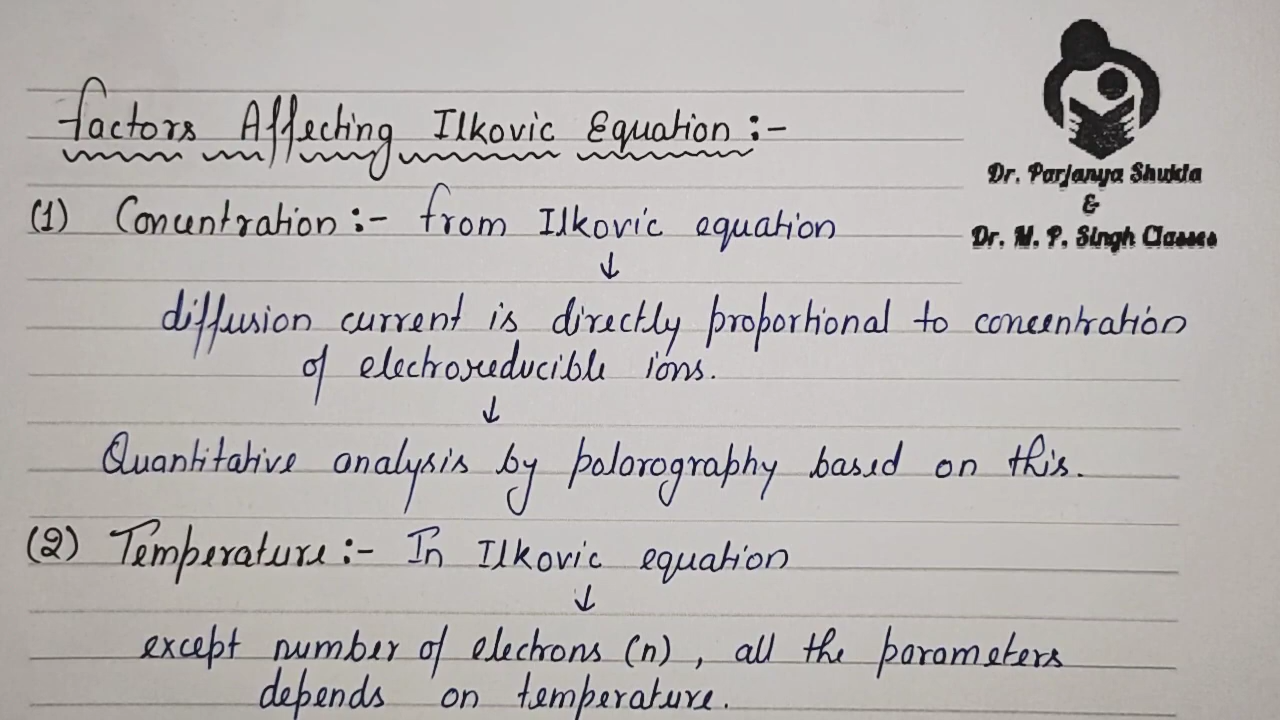 Factors Affecting Ilkovic Equation :-
Dr. Parjanya Shukla
&
Dr. M. P. Singh Classes
(1) Concentration :- from Ilkovic equation
↓
diffusion current is directly proportional to concentration
of electroreducible ions.
↓
Quantitative analysis by polarography based on this.
(2) Temperature :- In Ilkovic equation
↓
except number of electrons (n), all the parameters
depends on temperature.